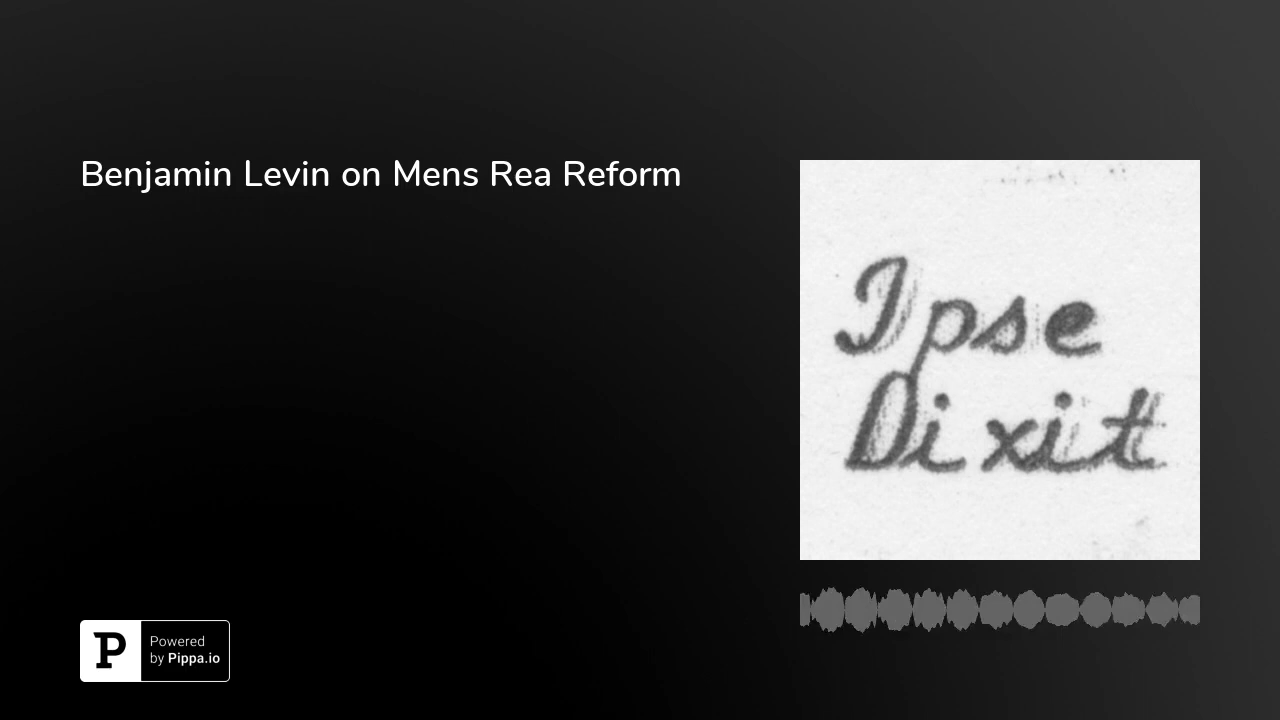 Benjamin Levin on Mens Rea Reform
Ipse
Dixit
P
Powered
by Pippa.io